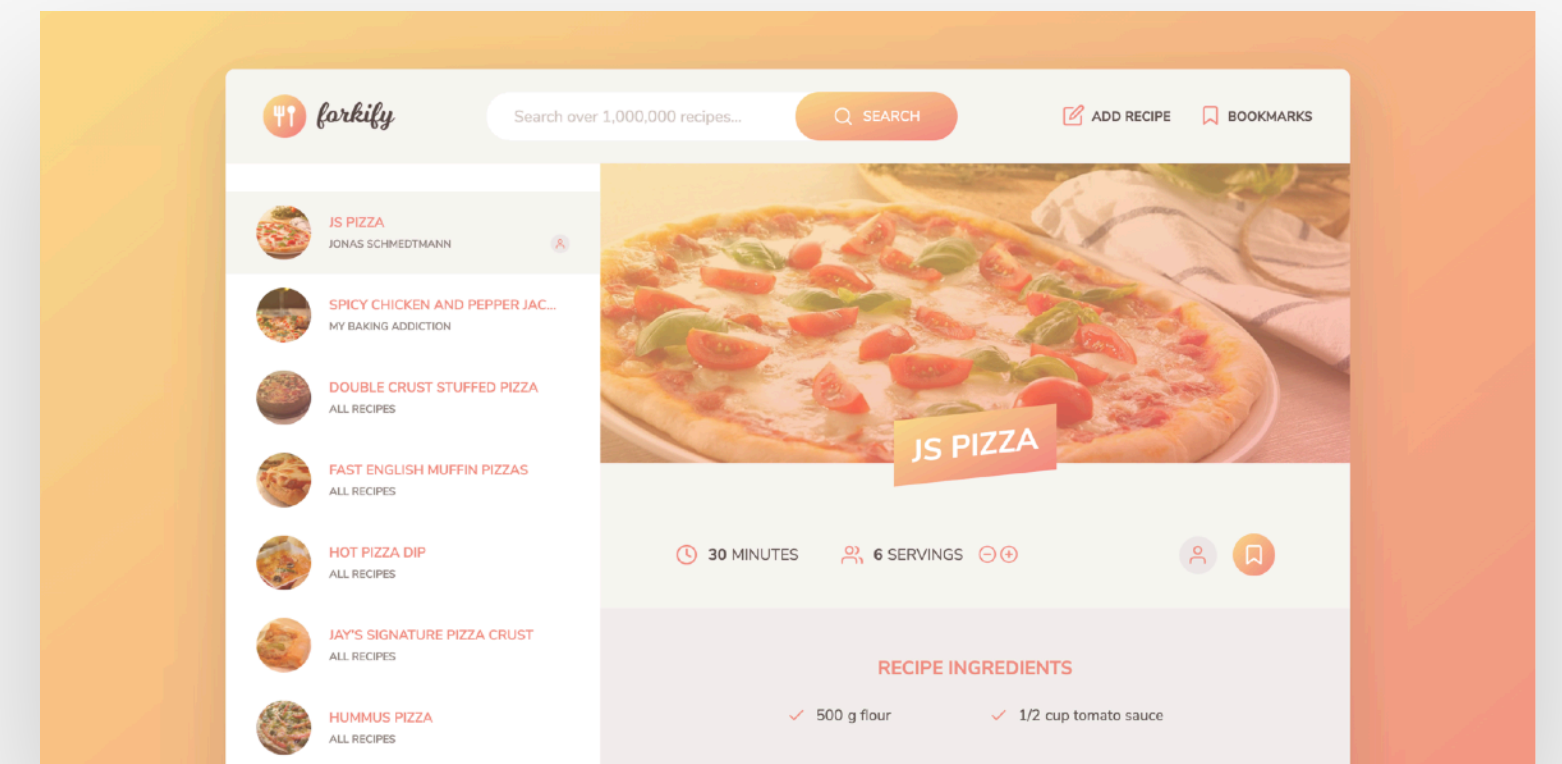 forkify
Search over 1,000,000 recipes...
SEARCH
ADD RECIPE
BOOKMARKS
JS PIZZA
JONAS SCHMEDTMANN
SPICY CHICKEN AND PEPPER JAC...
MY BAKING ADDICTION
DOUBLE CRUST STUFFED PIZZA
ALL RECIPES
FAST ENGLISH MUFFIN PIZZAS
ALL RECIPES
HOT PIZZA DIP
ALL RECIPES
JAY'S SIGNATURE PIZZA CRUST
ALL RECIPES
HUMMUS PIZZA
ALL RECIPES
JS PIZZA
30 MINUTES
6 SERVINGS
RECIPE INGREDIENTS
500 g flour
1/2 cup tomato sauce